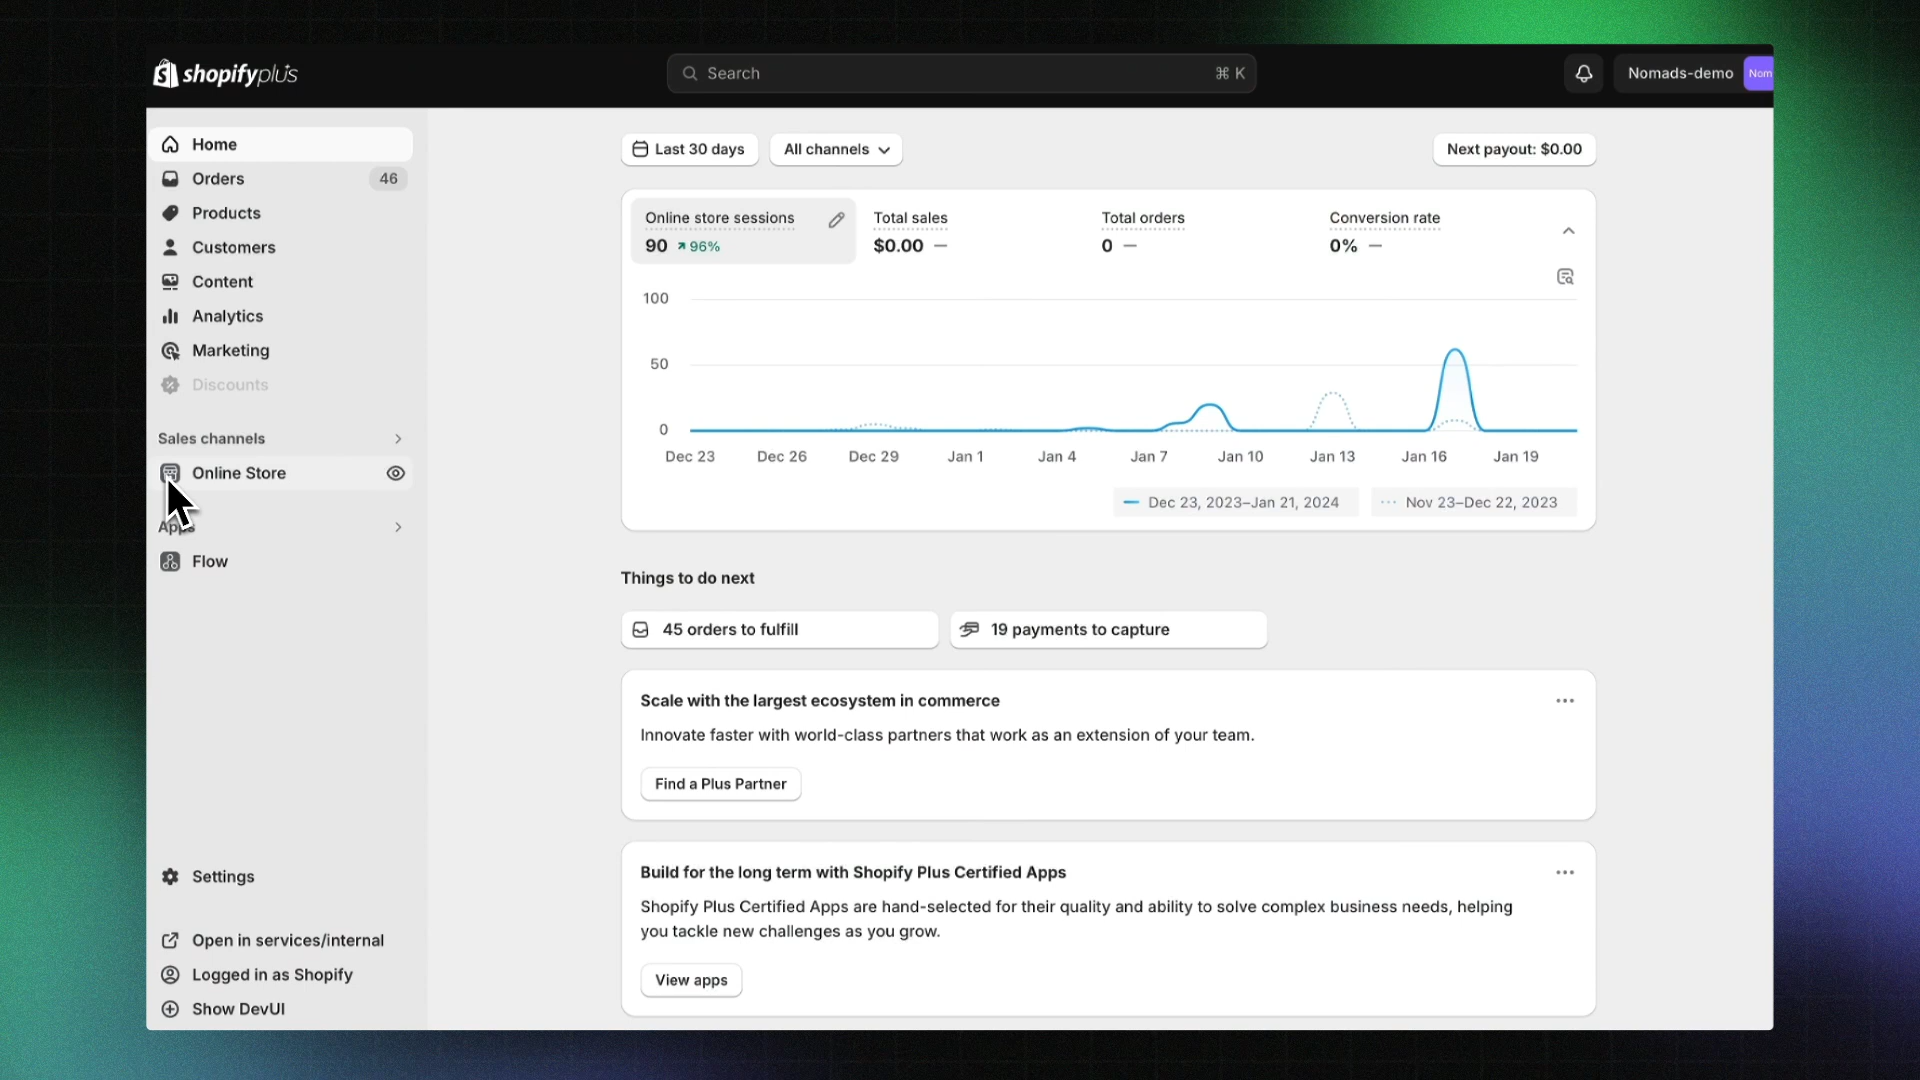 shopifyplus
Search
⌘ K
Nomads-demo
Nom
Home
Orders
46
Products
Customers
Content
Analytics
Marketing
Discounts
Sales channels
Online Store
Apps
Flow
Settings
Open in services/internal
Logged in as Shopify
Show DevUI
Last 30 days
All channels
Next payout: $0.00
Online store sessions
90 96%
Total sales
$0.00 —
Total orders
0 —
Conversion rate
0% —
100
50
0
Dec 23
Dec 26
Dec 29
Jan 1
Jan 4
Jan 7
Jan 10
Jan 13
Jan 16
Jan 19
Dec 23, 2023–Jan 21, 2024
Nov 23–Dec 22, 2023
Things to do next
45 orders to fulfill
19 payments to capture
Scale with the largest ecosystem in commerce
Innovate faster with world-class partners that work as an extension of your team.
Find a Plus Partner
Build for the long term with Shopify Plus Certified Apps
Shopify Plus Certified Apps are hand-selected for their quality and ability to solve complex business needs, helping
you tackle new challenges as you grow.
View apps